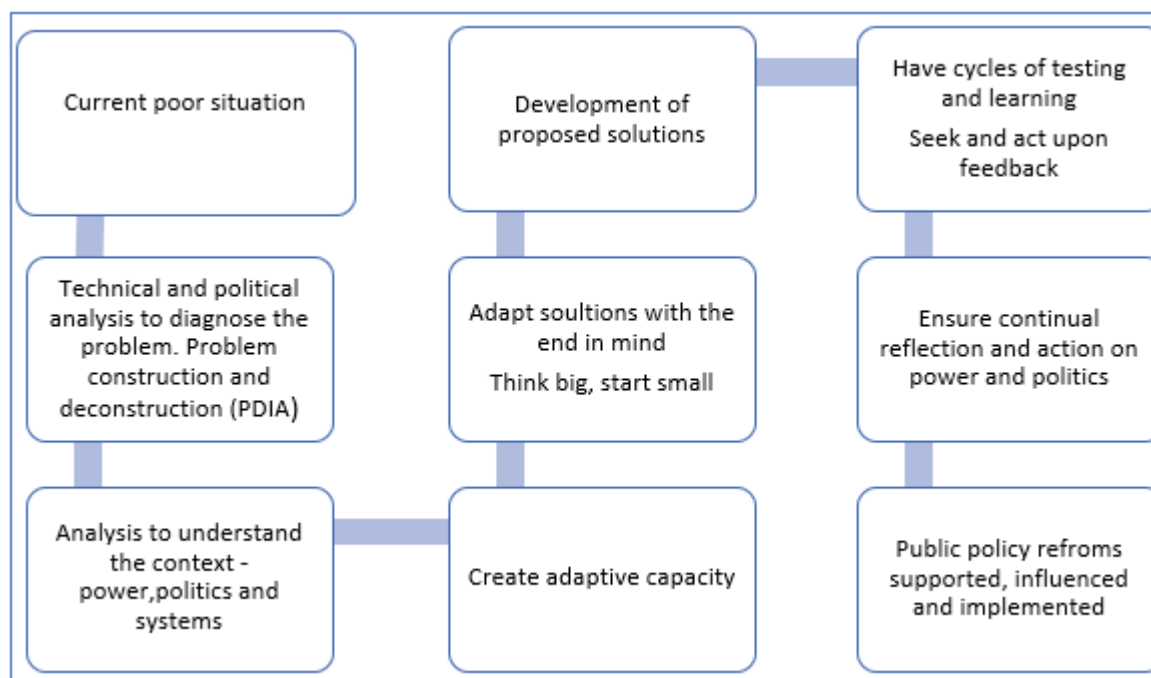 Current poor situation
Technical and political
analysis to diagnose the
problem. Problem
construction and
deconstruction (PDIA)
Analysis to understand
the context -
power,politics and
systems
Create adaptive capacity
Adapt soultions with the
end in mind
Think big, start small
Development of
proposed solutions
Have cycles of testing
and learning
Seek and act upon
feedback
Ensure continual
reflection and action on
power and politics
Public policy refroms
supported, influenced
and implemented